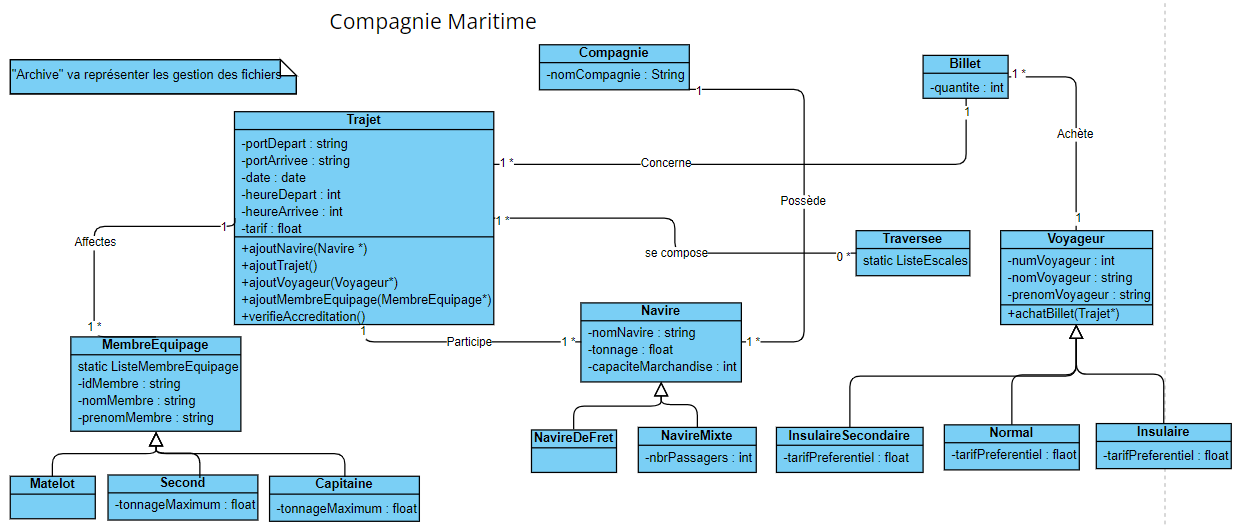 Compagnie Maritime
"Archive" va représenter les gestion des fichiers
Compagnie
-nomCompagnie : String
1
Billet
-quantite : int
1 *
1
Achète
1
Trajet
-portDepart : string
-portArrivee : string
-date : date
-heureDepart : int
-heureArrivee : int
-tarif : float
+ajoutNavire(Navire *)
+ajoutTrajet()
+ajoutVoyageur(Voyageur*)
+ajoutMembreEquipage(MembreEquipage*)
+verifieAccreditation()
1 *
Concerne
Possède
1 *
se compose
0 *
Traversee
static ListeEscales
Voyageur
-numVoyageur : int
-nomVoyageur : string
-prenomVoyageur : string
+achatBillet(Trajet*)
1
Affectes
1 *
1
Participe
1 *
Navire
-nomNavire : string
-tonnage : float
-capaciteMarchandise : int
1 *
MembreEquipage
static ListeMembreEquipage
-idMembre : string
-nomMembre : string
-prenomMembre : string
NavireDeFret
NavireMixte
-nbrPassagers : int
InsulaireSecondaire
-tarifPreferentiel : float
Normal
-tarifPreferentiel : flaot
Insulaire
-tarifPreferentiel : float
Matelot
Second
-tonnageMaximum : float
Capitaine
-tonnageMaximum : float